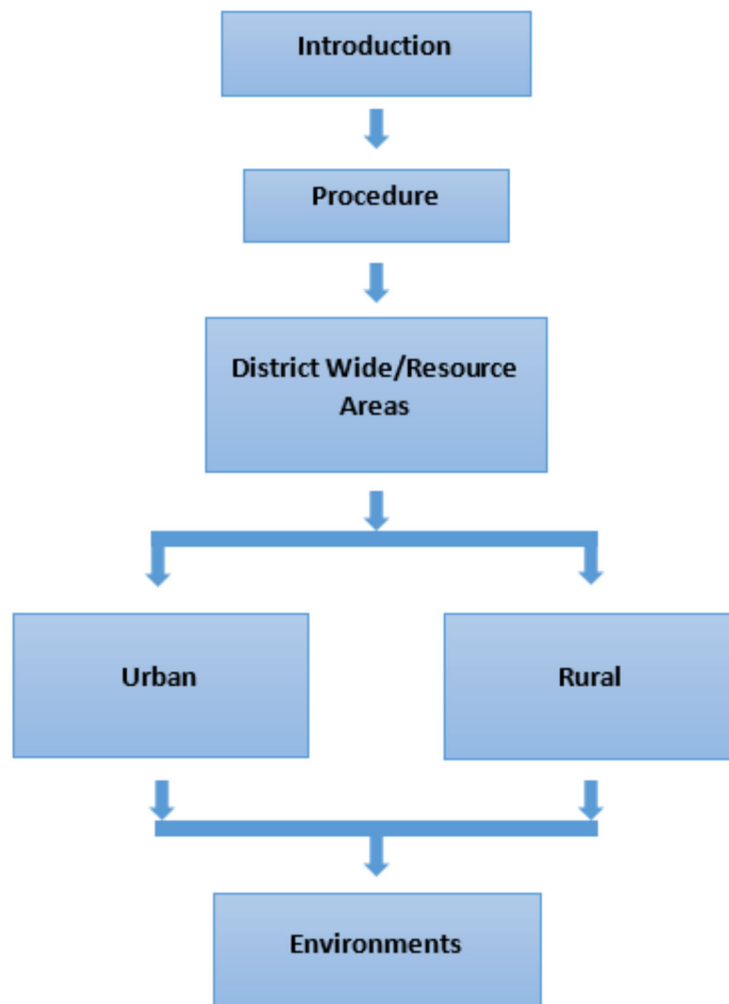 Introduction
Procedure
District Wide/Resource
Areas
Urban
Rural
Environments